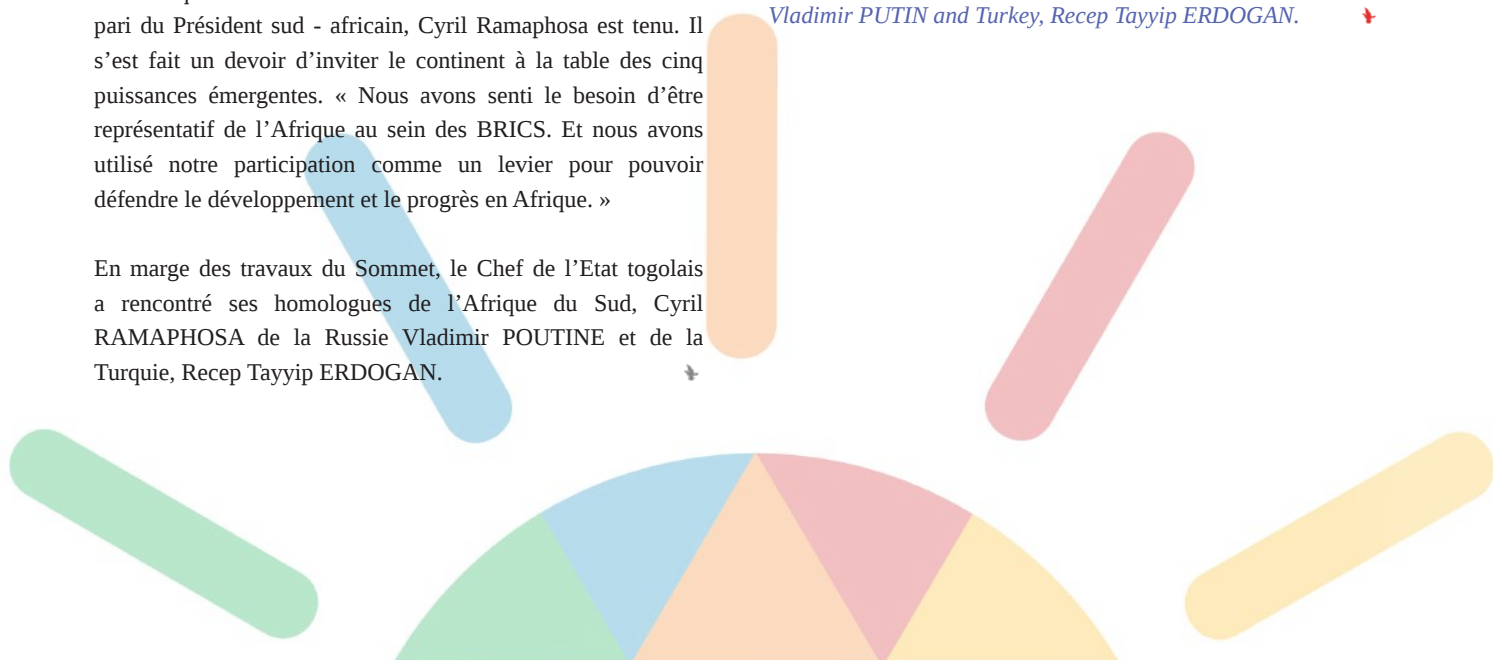 pari du Président sud - africain, Cyril Ramaphosa est tenu. Il
s’est fait un devoir d’inviter le continent à la table des cinq
puissances émergentes. « Nous avons senti le besoin d’être
représentatif de l’Afrique au sein des BRICS. Et nous avons
utilisé notre participation comme un levier pour pouvoir
défendre le développement et le progrès en Afrique. »
En marge des travaux du Sommet, le Chef de l’Etat togolais
a rencontré ses homologues de l’Afrique du Sud, Cyril
RAMAPHOSA de la Russie Vladimir POUTINE et de la
Turquie, Recep Tayyip ERDOGAN.
Vladimir PUTIN and Turkey, Recep Tayyip ERDOGAN.